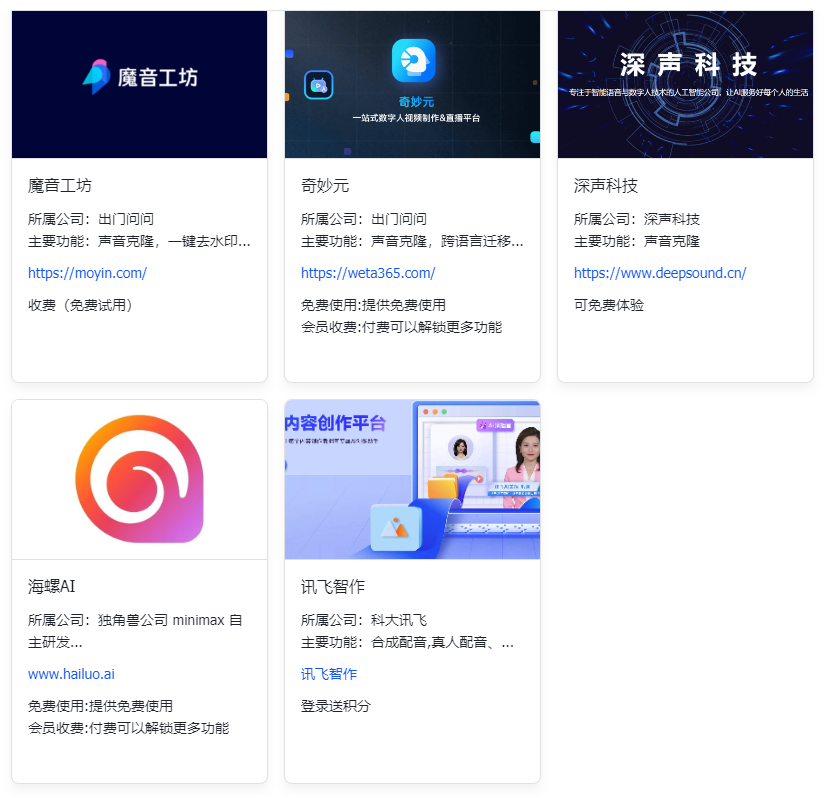 魔音工坊
奇妙元
一站式数字人视频制作&直播平台
深声科技
专注于智能语音与数字人技术的人工智能公司，让AI服务好每个人的生活
魔音工坊
所属公司：出门问问
主要功能：声音克隆，一键去水印...
https://moyin.com/
收费（免费试用）
奇妙元
所属公司：出门问问
主要功能：声音克隆，跨语言迁移...
https://weta365.com/
免费使用:提供免费使用
会员收费:付费可以解锁更多功能
深声科技
所属公司：深声科技
主要功能：声音克隆
https://www.deepsound.cn/
可免费体验
内容创作平台
海螺AI
所属公司：独角兽公司 minimax 自
主研发...
www.hailuo.ai
免费使用:提供免费使用
会员收费:付费可以解锁更多功能
讯飞智作
所属公司：科大讯飞
主要功能：合成配音,真人配音、...
讯飞智作
登录送积分